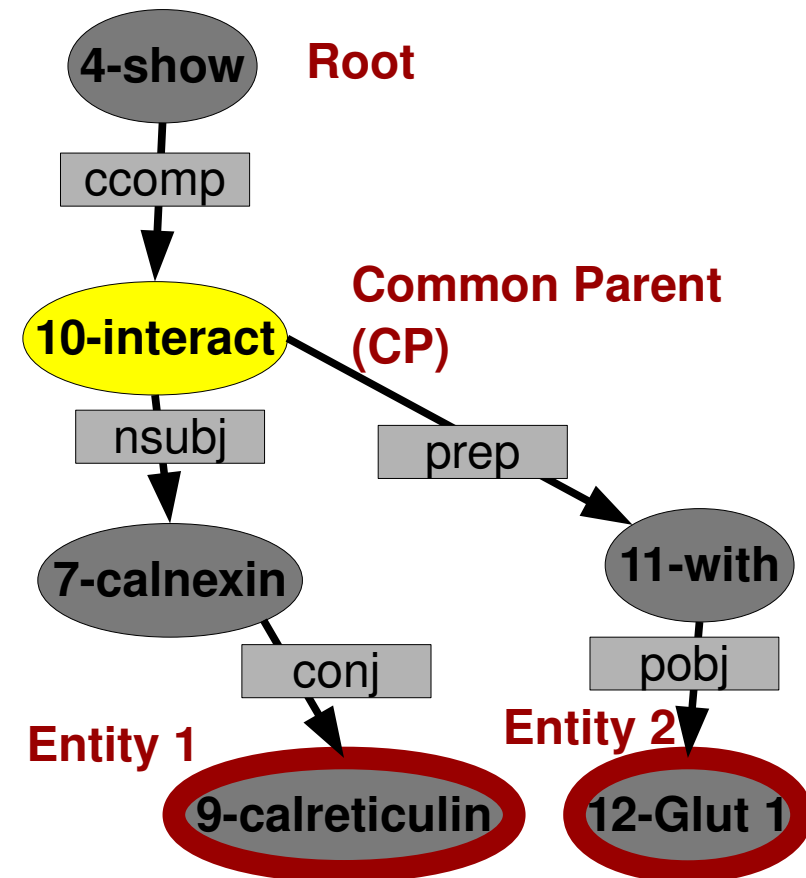 4-show
Root
ccomp
10-interact
Common Parent
(CP)
nsubj
prep
7-calnexin
11-with
conj
pobj
Entity 1
Entity 2
9-calreticulin
12-Glut 1